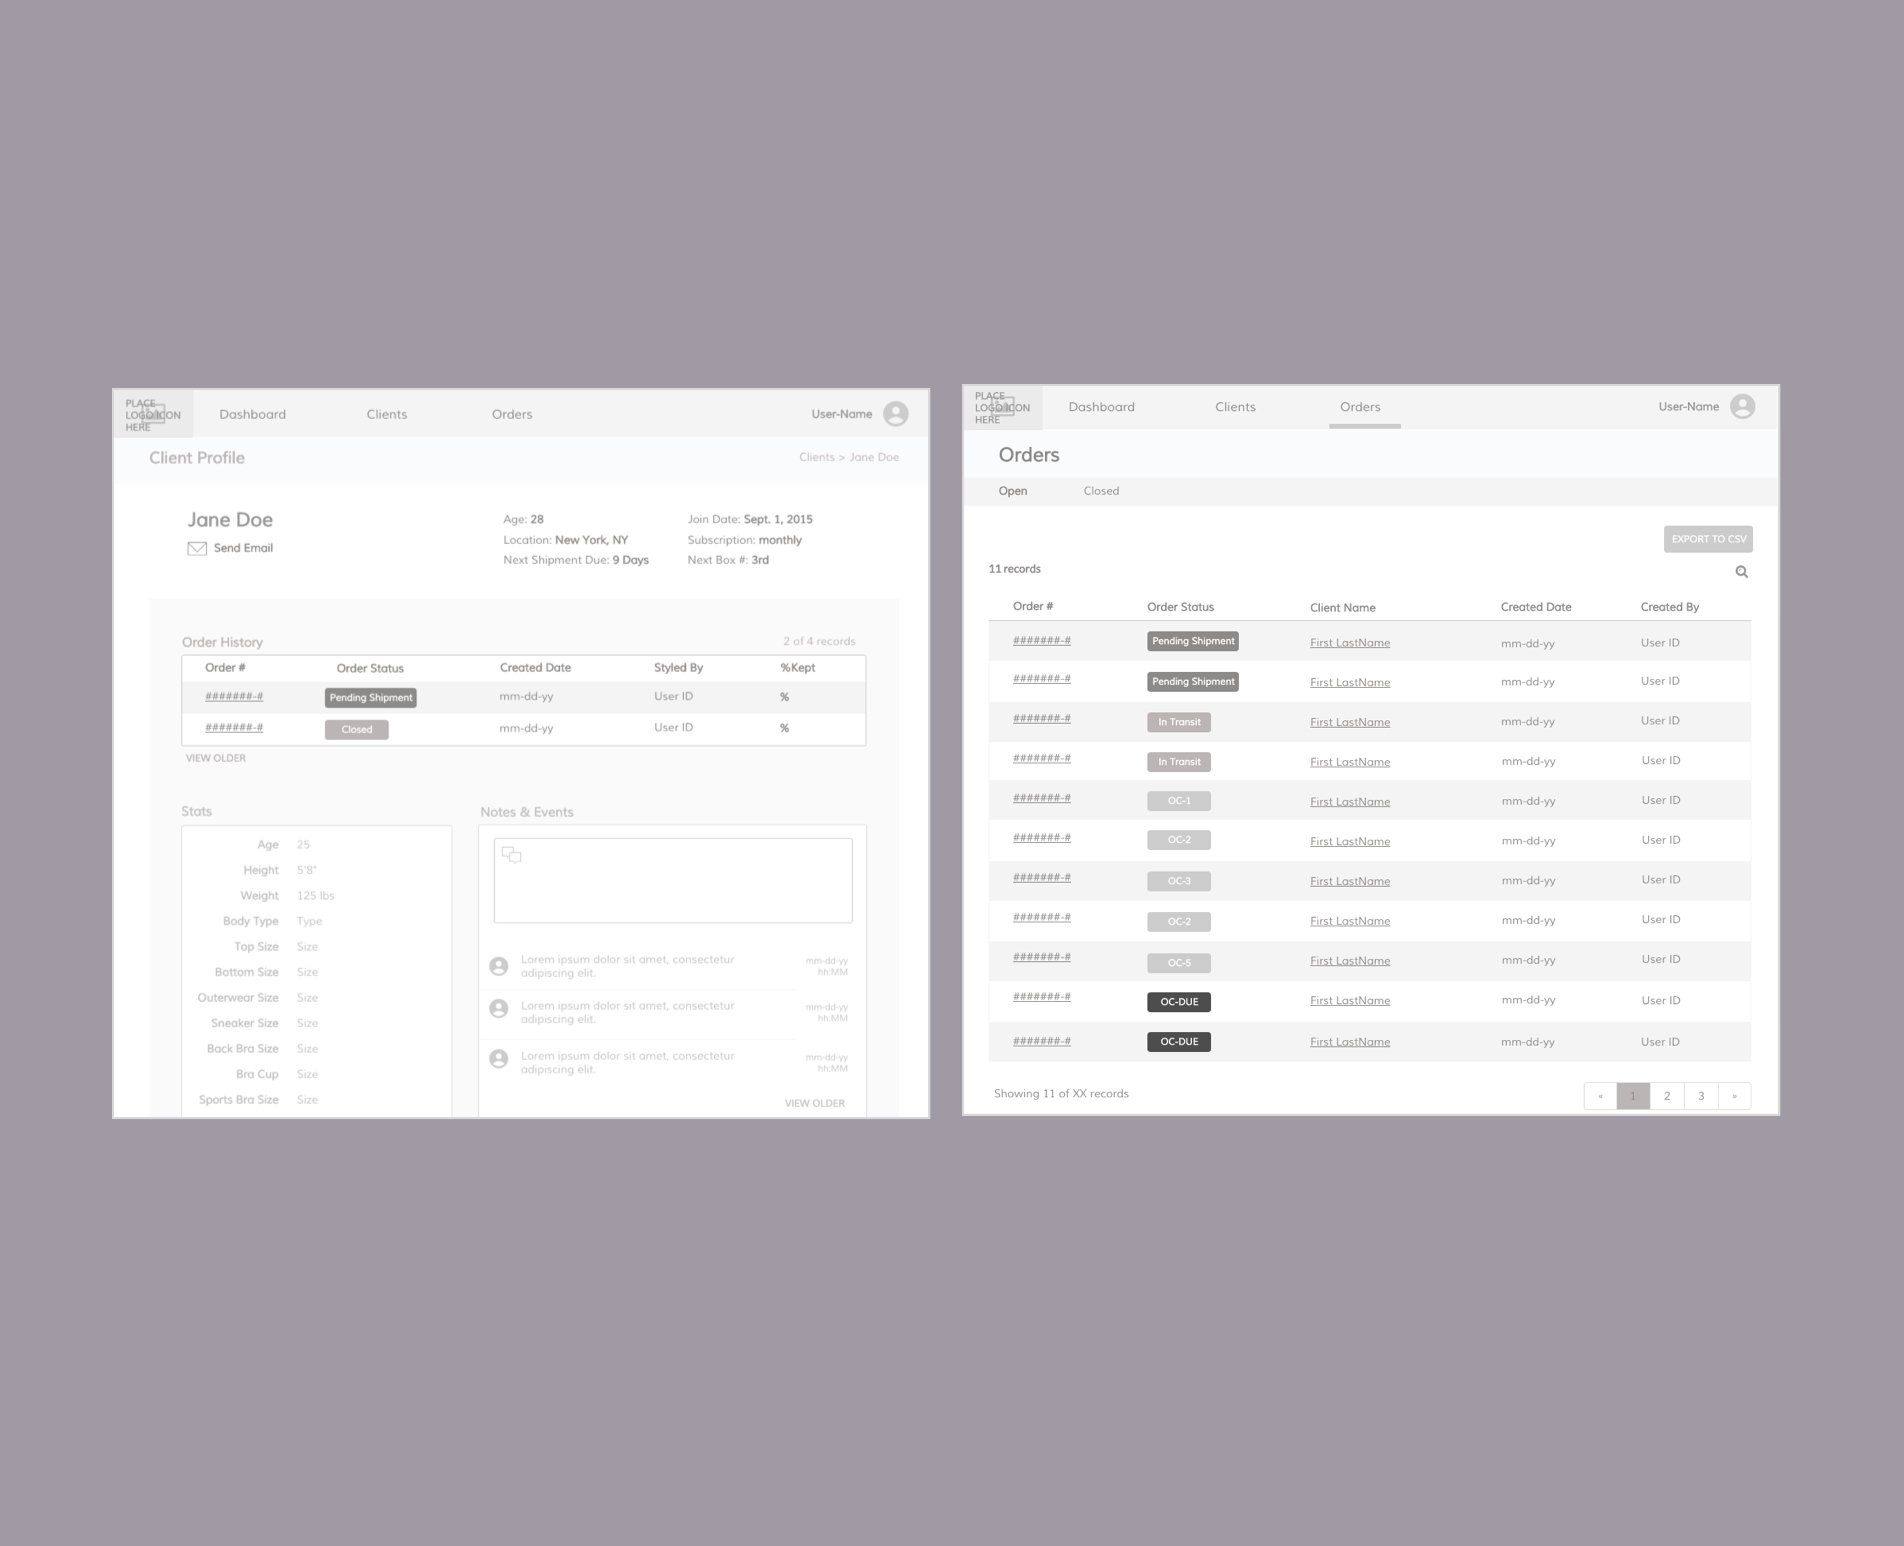 PLACE
LOGO/ICON
HERE
Dashboard
Clients
Orders
User-Name
Client Profile
Clients > Jane Doe
Jane Doe
Send Email
Age: 28
Location: New York, NY
Next Shipment Due: 9 Days
Join Date: Sept. 1, 2015
Subscription: monthly
Next Box #: 3rd
Order History
2 of 4 records
Order # Order Status Created Date Styled By %Kept
#######-# Pending Shipment mm-dd-yy User ID %
#######-# Closed mm-dd-yy User ID %
VIEW OLDER
Stats
Age 25
Height 5'8"
Weight 125 lbs
Body Type Type
Top Size Size
Bottom Size Size
Outerwear Size Size
Sneaker Size Size
Back Bra Size Size
Bra Cup Size
Sports Bra Size Size
Notes & Events
Lorem ipsum dolor sit amet, consectetur
adipiscing elit.
mm-dd-yy
hh:MM
Lorem ipsum dolor sit amet, consectetur
adipiscing elit.
mm-dd-yy
hh:MM
Lorem ipsum dolor sit amet, consectetur
adipiscing elit.
mm-dd-yy
hh:MM
VIEW OLDER
PLACE
LOGO/ICON
HERE
Dashboard
Clients
Orders
User-Name
Orders
Open Closed
EXPORT TO CSV
11 records
Order # Order Status Client Name Created Date Created By
#######-# Pending Shipment First LastName mm-dd-yy User ID
#######-# Pending Shipment First LastName mm-dd-yy User ID
#######-# In Transit First LastName mm-dd-yy User ID
#######-# In Transit First LastName mm-dd-yy User ID
#######-# OC-1 First LastName mm-dd-yy User ID
#######-# OC-2 First LastName mm-dd-yy User ID
#######-# OC-3 First LastName mm-dd-yy User ID
#######-# OC-2 First LastName mm-dd-yy User ID
#######-# OC-5 First LastName mm-dd-yy User ID
#######-# OC-DUE First LastName mm-dd-yy User ID
#######-# OC-DUE First LastName mm-dd-yy User ID
Showing 11 of XX records
« 1 2 3 »